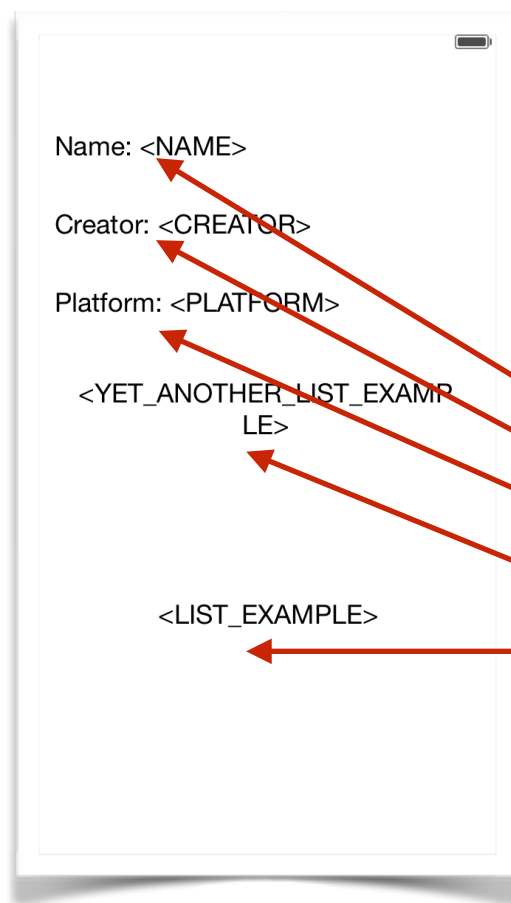 Name: <NAME>
Creator: <CREATOR>
Platform: <PLATFORM>
<YET_ANOTHER_LIST_EXAMP
LE>
<LIST_EXAMPLE>